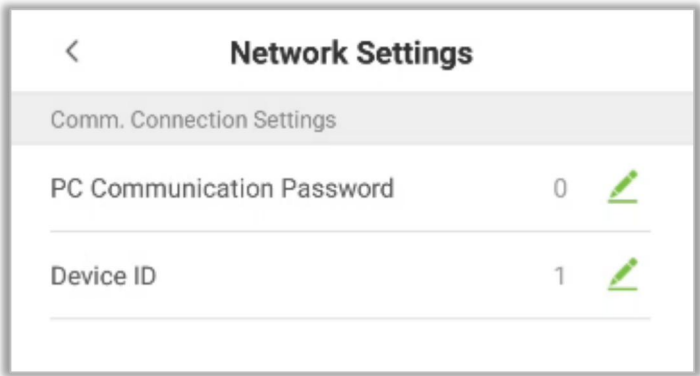 Network Settings
Comm. Connection Settings
PC Communication Password 0
Device ID 1